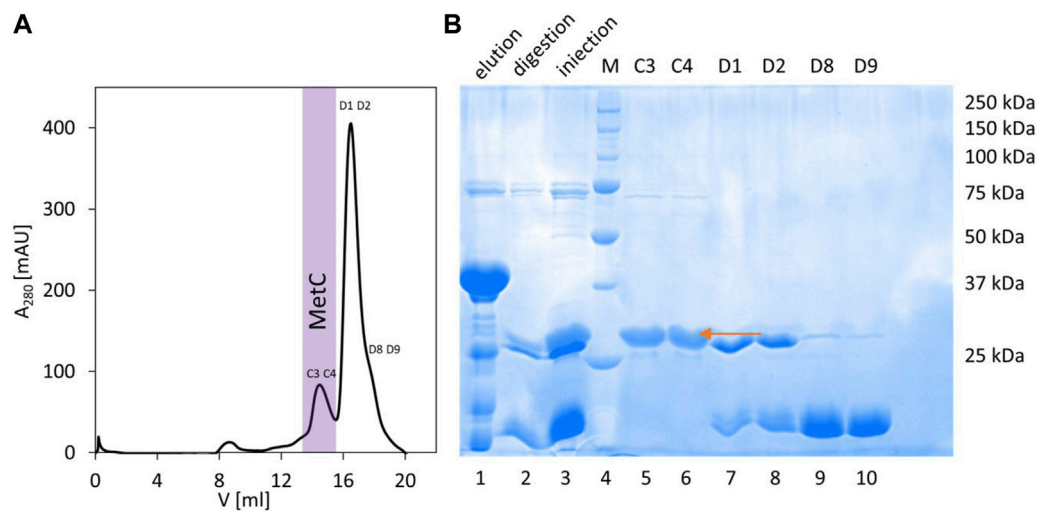 A
A280 [mAU]
400
300
200
100
0
MetC
C3 C4
D1 D2
D8 D9
0 4 8 12 16 20
V [ml]
B
elution digestion iniection M C3 C4 D1 D2 D8 D9
250 kDa
150 kDa
100 kDa
75 kDa
50 kDa
37 kDa
25 kDa
1 2 3 4 5 6 7 8 9 10